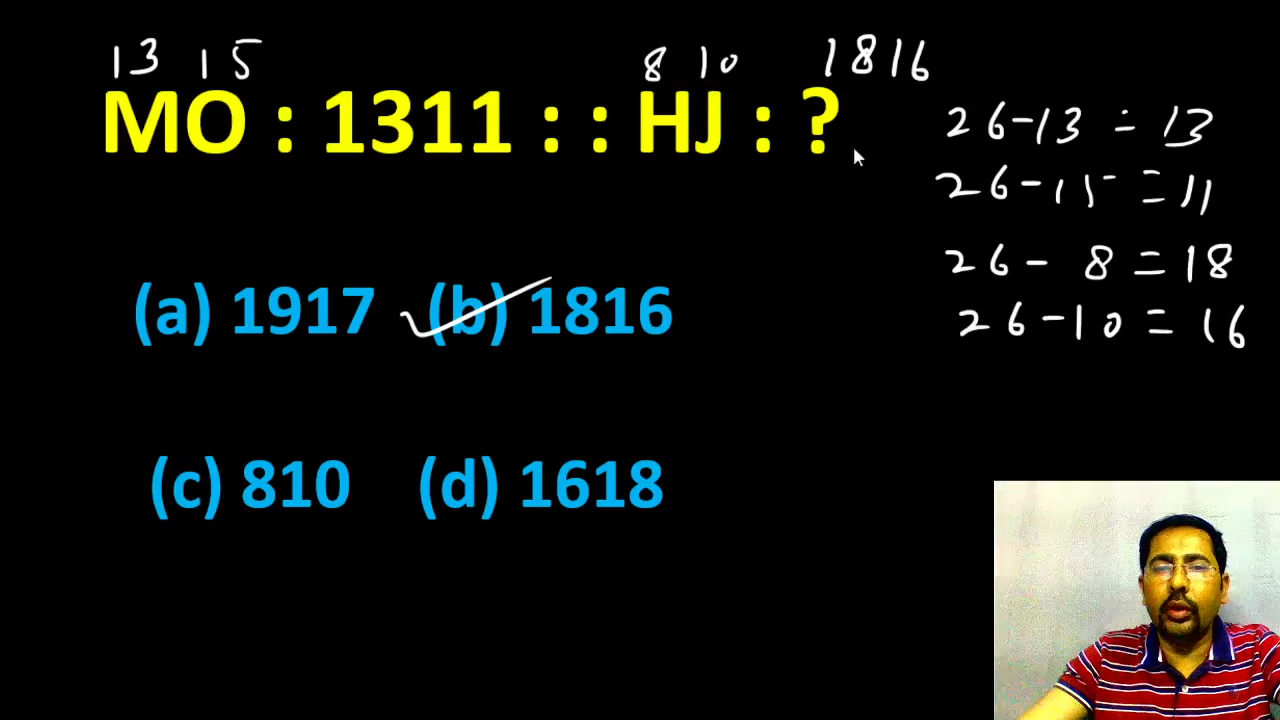 13 15 8 10 1816
MO : 1311 : : HJ : ?
26-13 = 13
26-15 = 11
26- 8 = 18
26-10 = 16
(a) 1917 (b) 1816
(c) 810 (d) 1618